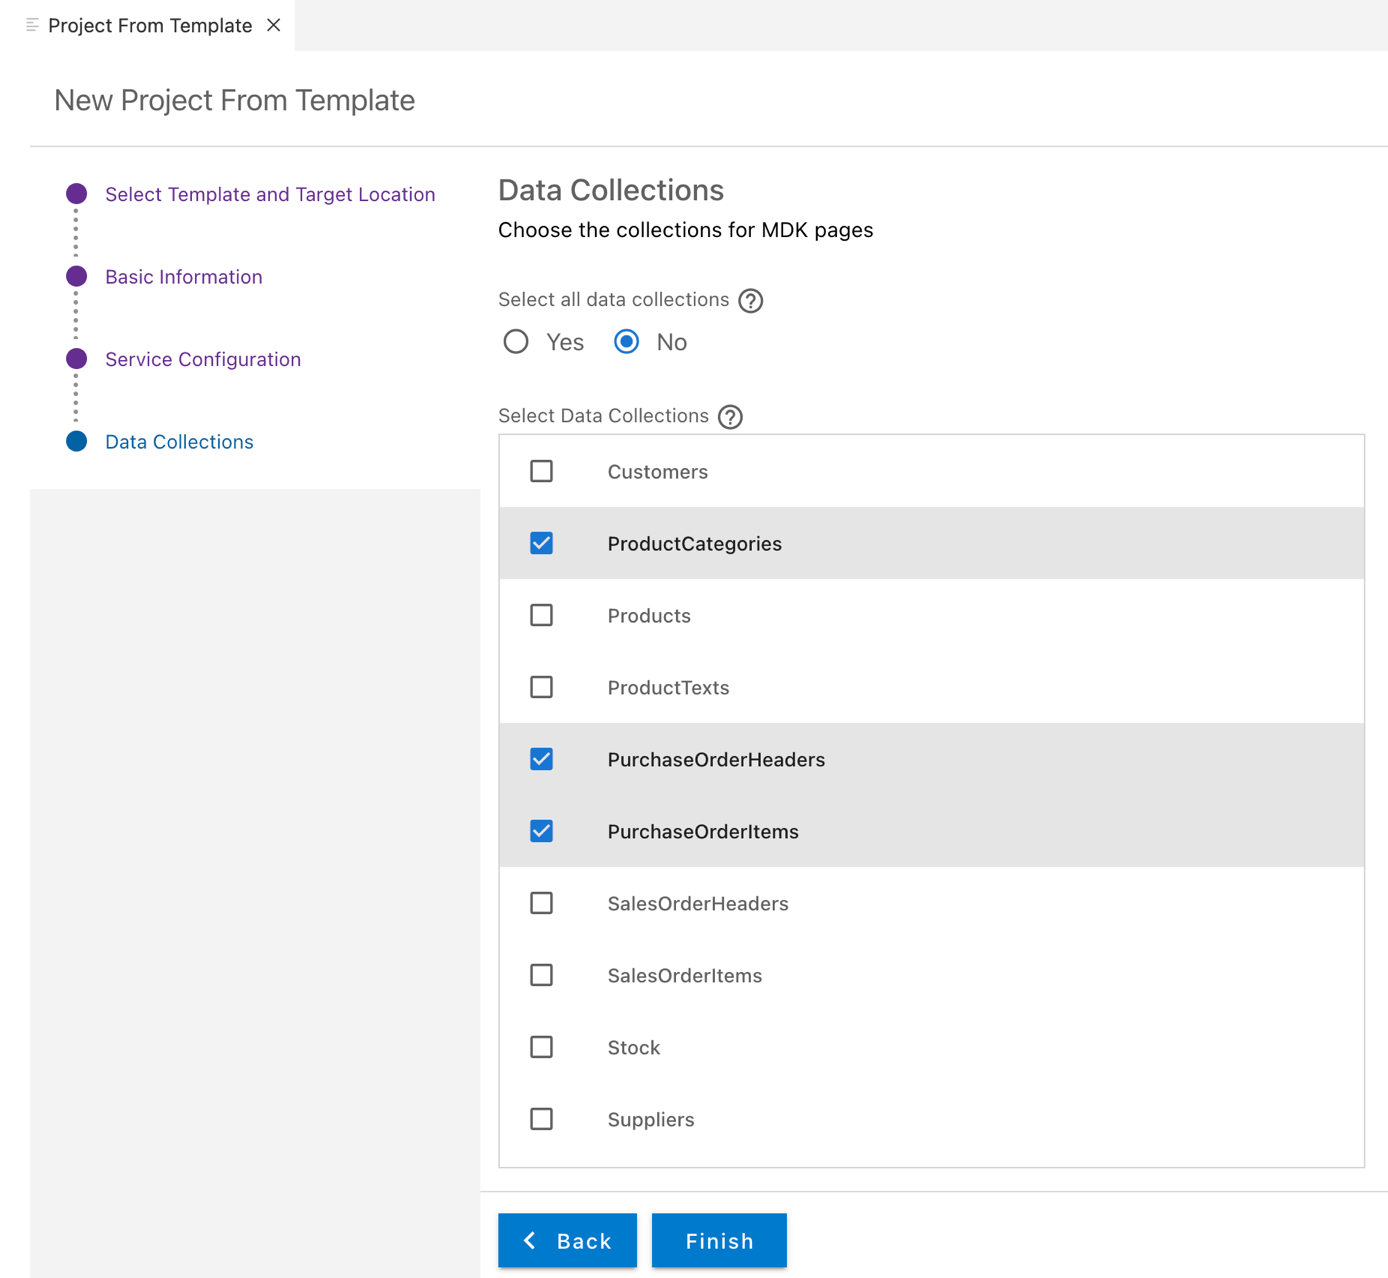 Project From Template
New Project From Template
Select Template and Target Location
Basic Information
Service Configuration
Data Collections
Data Collections
Choose the collections for MDK pages
Select all data collections ?
Yes No
Select Data Collections ?
Customers
ProductCategories
Products
ProductTexts
PurchaseOrderHeaders
PurchaseOrderItems
SalesOrderHeaders
SalesOrderItems
Stock
Suppliers
Back Finish